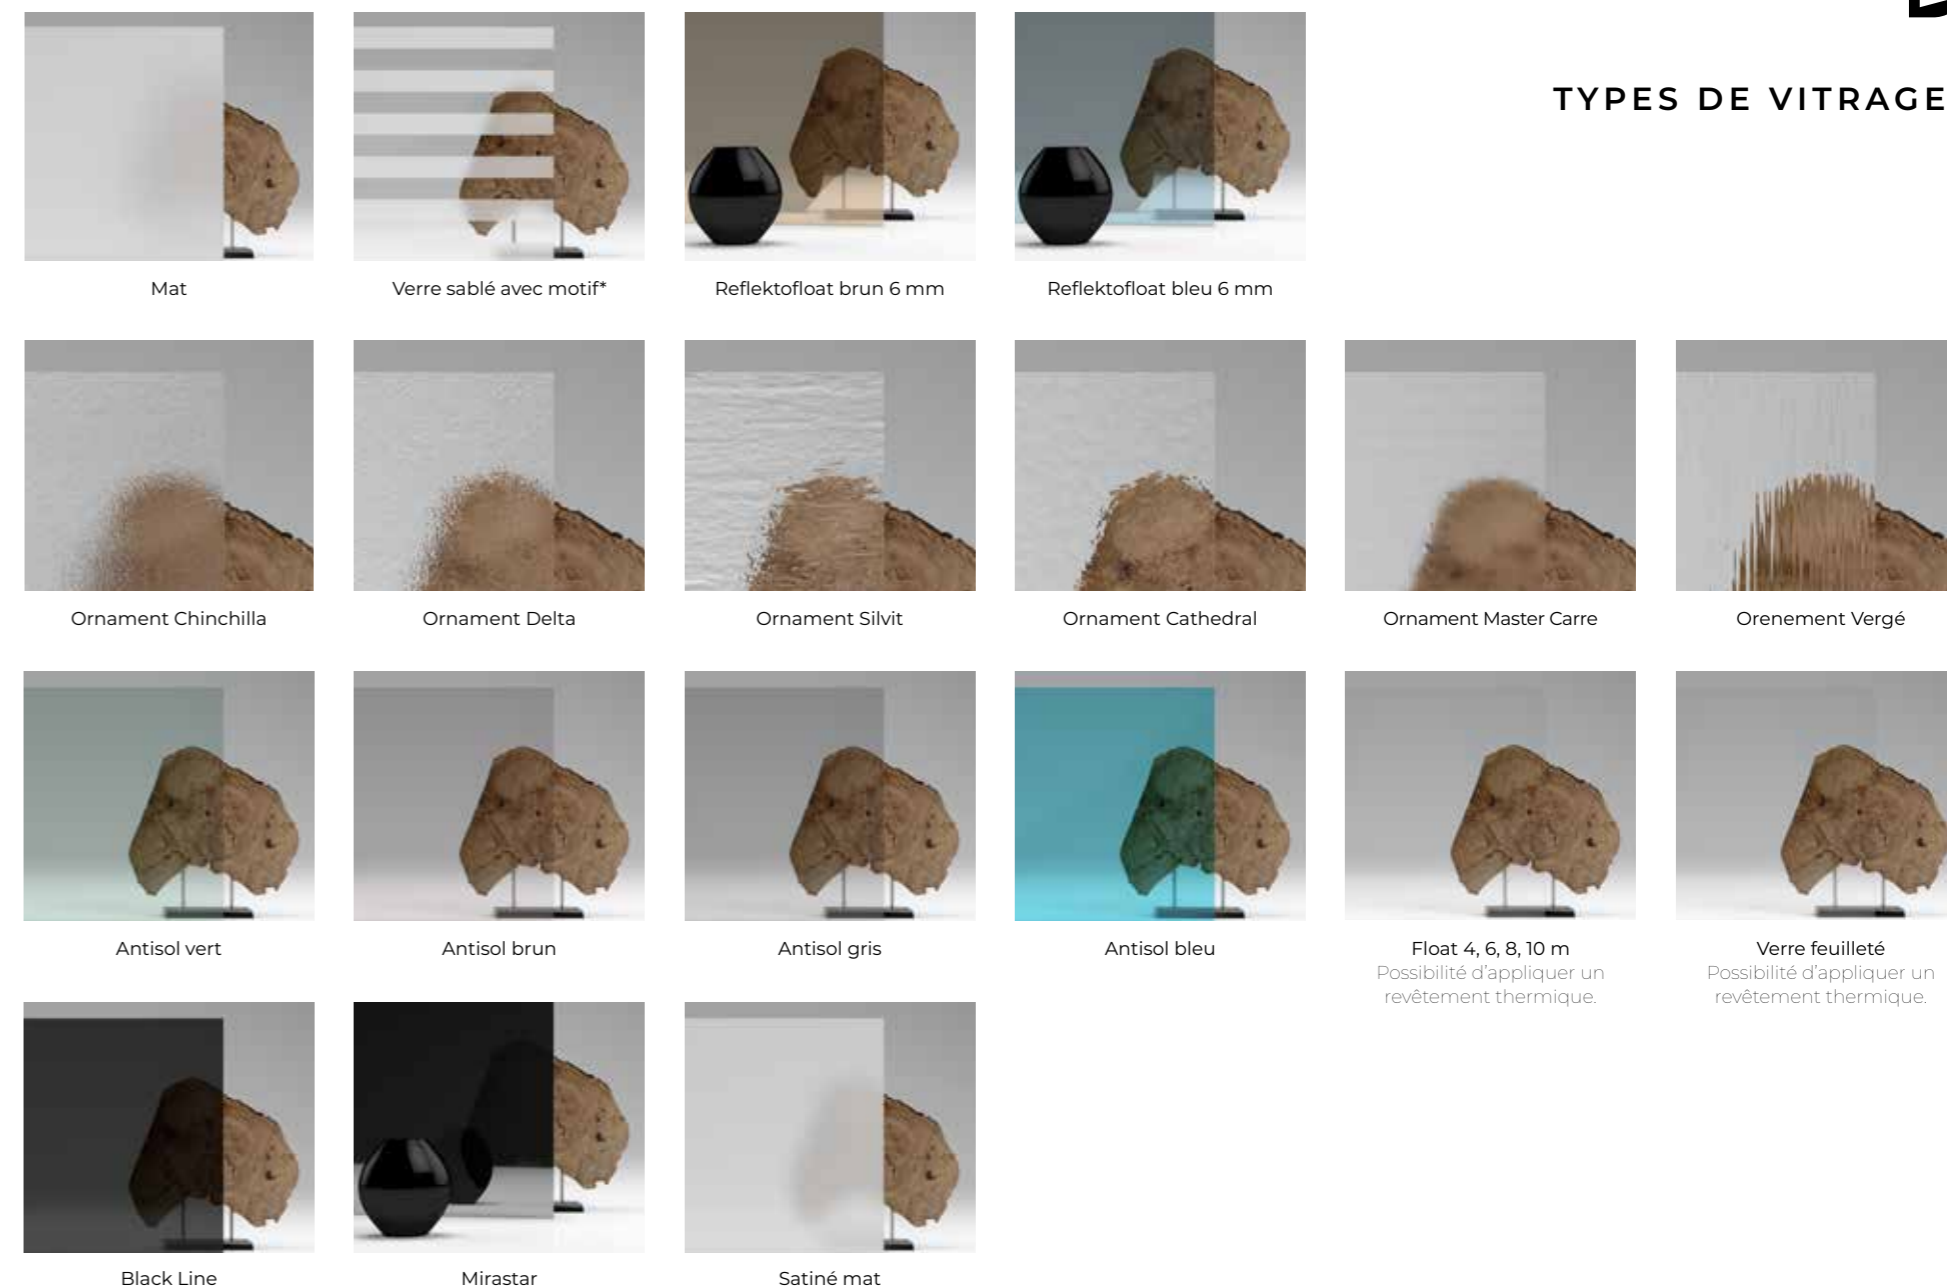 TYPES DE VITRAGE
Mat
Verre sablé avec motif*
Reflektofloat brun 6 mm
Reflektofloat bleu 6 mm
Ornament Chinchilla
Ornament Delta
Ornament Silvit
Ornament Cathedral
Ornament Master Carre
Orenement Vergé
Antisol vert
Antisol brun
Antisol gris
Antisol bleu
Float 4, 6, 8, 10 m
Possibilité d'appliquer un
revêtement thermique.
Verre feuilleté
Possibilité d'appliquer un
revêtement thermique.
Black Line
Mirastar
Satiné mat